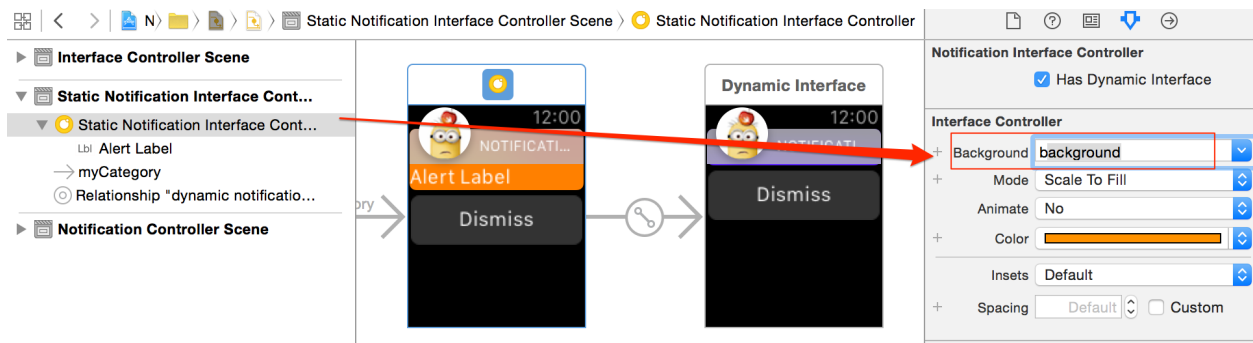 N〉 Static Notification Interface Controller Scene 〉 Static Notification Interface Controller
Interface Controller Scene
Static Notification Interface Cont...
Static Notification Interface Cont...
Lbl Alert Label
myCategory
Relationship "dynamic notificatio...
Notification Controller Scene
ory
12:00
NOTIFICATI...
Alert Label
Dismiss
Dynamic Interface
12:00
NOTIFICATI...
Dismiss
Notification Interface Controller
Has Dynamic Interface
Interface Controller
Background background
Mode Scale To Fill
Animate No
Color
Insets Default
Spacing Default Custom